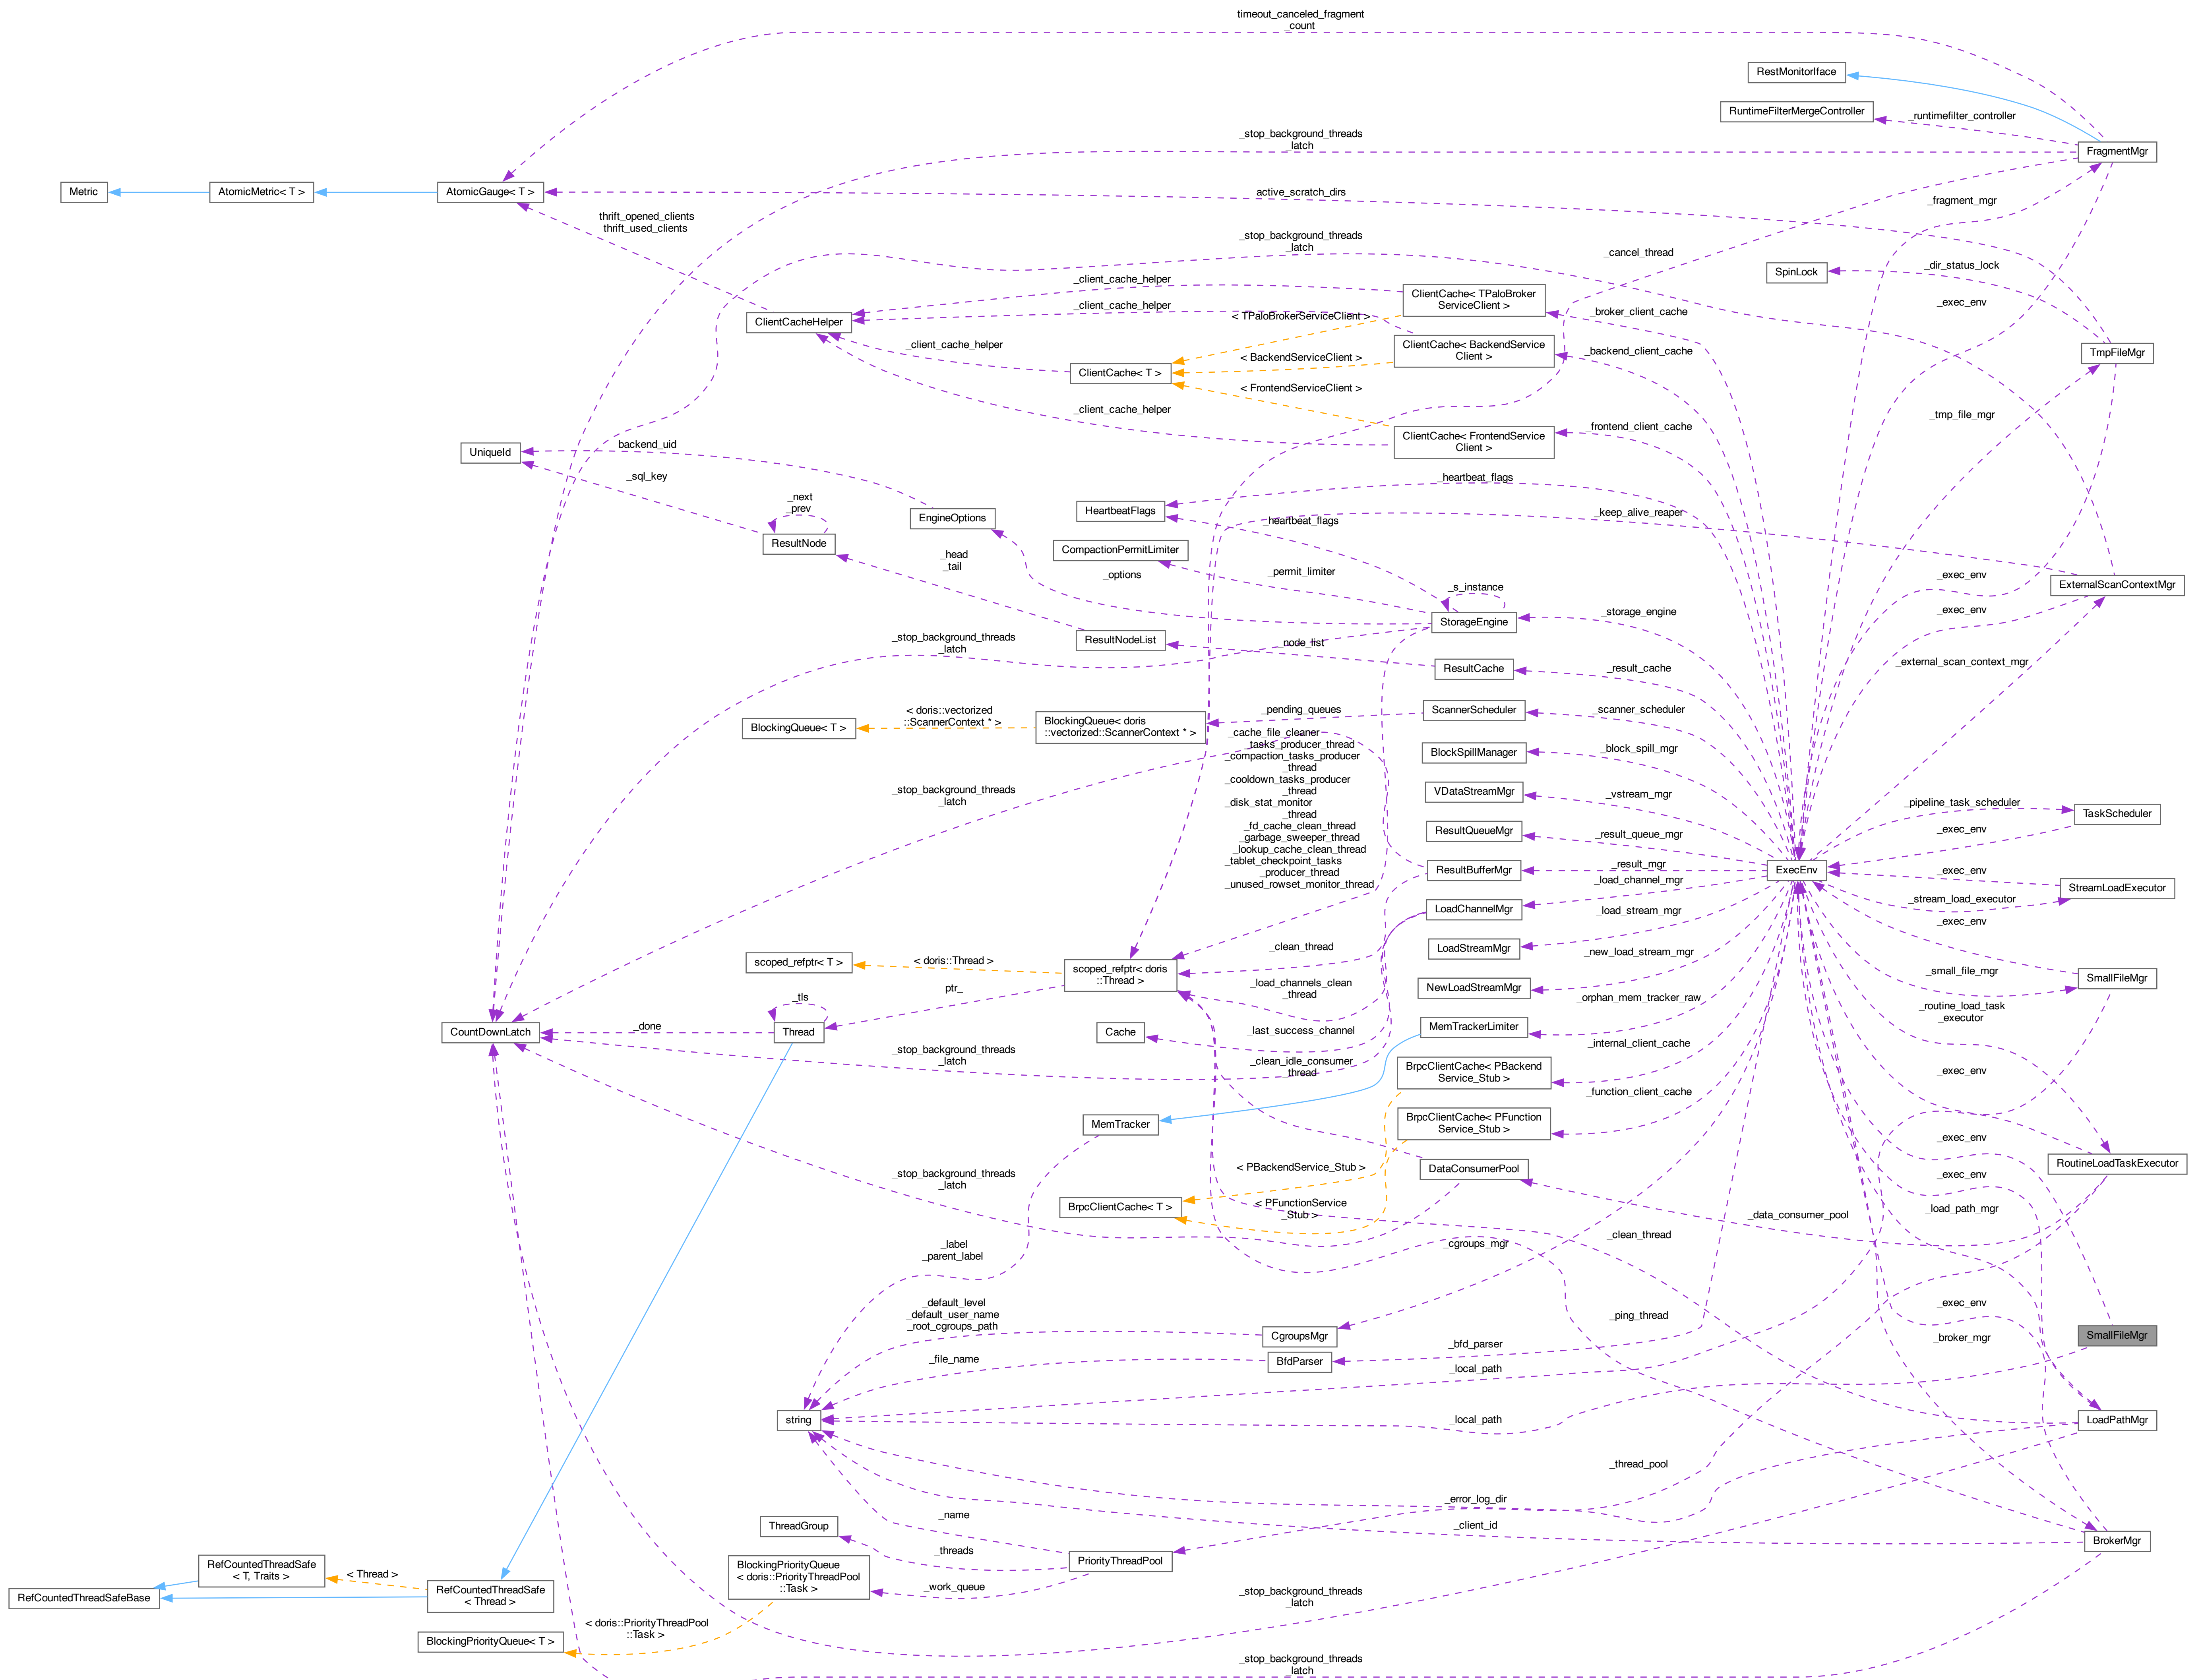 timeout_canceled_fragment
_count
RestMonitorIface
RuntimeFilterMergeController
_runtimefilter_controller
_stop_background_threads
_latch
FragmentMgr
Metric
AtomicMetric< T >
AtomicGauge< T >
active_scratch_dirs
_fragment_mgr
thrift_opened_clients
thrift_used_clients
_stop_background_threads
_latch
_cancel_thread
SpinLock
_dir_status_lock
_client_cache_helper
ClientCache< TPaloBroker
ServiceClient >
_exec_env
_client_cache_helper
_broker_client_cache
ClientCacheHelper
< TPaloBrokerServiceClient >
_client_cache_helper
ClientCache< BackendService
Client >
_backend_client_cache
TmpFileMgr
< BackendServiceClient >
ClientCache< T >
< FrontendServiceClient >
_client_cache_helper
_tmp_file_mgr
_frontend_client_cache
ClientCache< FrontendService
Client >
backend_uid
UniqueId
_sql_key
_heartbeat_flags
_next
_prev
HeartbeatFlags
_keep_alive_reaper
EngineOptions
_heartbeat_flags
ResultNode
CompactionPermitLimiter
_head
_tail
_options
_permit_limiter
_exec_env
_s_instance
ExternalScanContextMgr
_storage_engine
_exec_env
StorageEngine
_stop_background_threads
_latch
ResultNodeList
_node_list
ResultCache
_result_cache
_external_scan_context_mgr
< doris::vectorized
::ScannerContext * >
_pending_queues
ScannerScheduler
_scanner_scheduler
BlockingQueue< T >
BlockingQueue< doris
::vectorized::ScannerContext * >
_cache_file_cleaner
_tasks_producer_thread
_compaction_tasks_producer
_thread
_cooldown_tasks_producer
_thread
_disk_stat_monitor
_thread
_fd_cache_clean_thread
_garbage_sweeper_thread
_lookup_cache_clean_thread
_tablet_checkpoint_tasks
_producer_thread
_unused_rowset_monitor_thread
BlockSpillManager
_block_spill_mgr
_stop_background_threads
_latch
VDataStreamMgr
_vstream_mgr
_pipeline_task_scheduler
TaskScheduler
ResultQueueMgr
_result_queue_mgr
_exec_env
ResultBufferMgr
_result_mgr
ExecEnv
_exec_env
_load_channel_mgr
StreamLoadExecutor
LoadChannelMgr
_load_stream_mgr
_stream_load_executor
_exec_env
_clean_thread
LoadStreamMgr
scoped_refptr< T >
< doris::Thread >
scoped_refptr< doris
::Thread >
_new_load_stream_mgr
_small_file_mgr
SmallFileMgr
ptr_
_load_channels_clean
_thread
NewLoadStreamMgr
_tls
_orphan_mem_tracker_raw
_routine_load_task
_executor
CountDownLatch
_done
Thread
Cache
_last_success_channel
MemTrackerLimiter
_internal_client_cache
_stop_background_threads
_latch
_clean_idle_consumer
_thread
BrpcClientCache< PBackend
Service_Stub >
_exec_env
_function_client_cache
MemTracker
BrpcClientCache< PFunction
Service_Stub >
_exec_env
_stop_background_threads
_latch
< PBackendService_Stub >
DataConsumerPool
RoutineLoadTaskExecutor
_exec_env
BrpcClientCache< T >
< PFunctionService
_Stub >
_data_consumer_pool
_load_path_mgr
_label
_parent_label
_cgroups_mgr
_clean_thread
_default_level
_default_user_name
_root_cgroups_path
_ping_thread
_exec_env
CgroupsMgr
_broker_mgr
SmallFileMgr
_file_name
BfdParser
_bfd_parser
_local_path
string
_local_path
LoadPathMgr
_thread_pool
_error_log_dir
_name
_client_id
ThreadGroup
_threads
PriorityThreadPool
BrokerMgr
RefCountedThreadSafe
< T, Traits >
< Thread >
BlockingPriorityQueue
< doris::PriorityThreadPool
::Task >
_work_queue
RefCountedThreadSafeBase
RefCountedThreadSafe
< Thread >
_stop_background_threads
_latch
< doris::PriorityThreadPool
::Task >
BlockingPriorityQueue< T >
_stop_background_threads
_latch